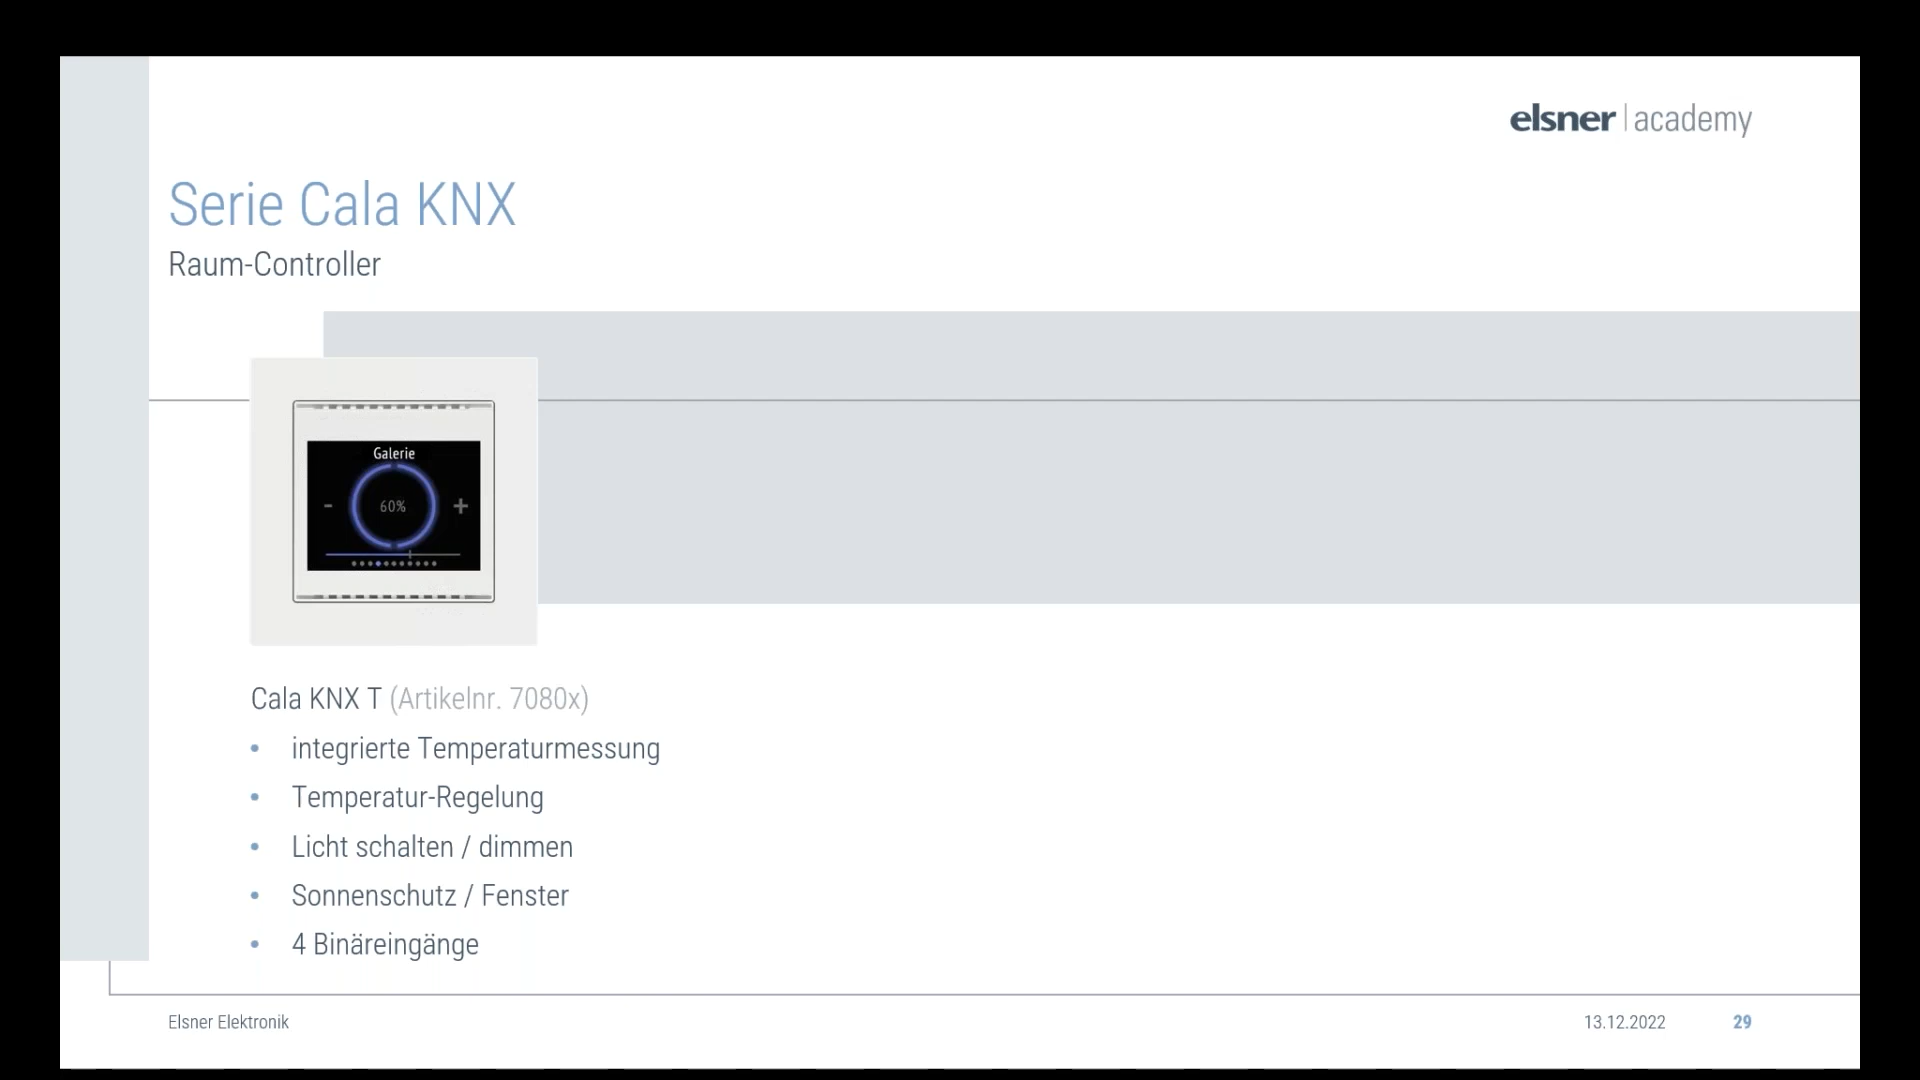 elsner | academy
Serie Cala KNX
Raum-Controller
Galerie
- 60% +
Cala KNX T (Artikelnr. 7080x)
• integrierte Temperaturmessung
• Temperatur-Regelung
• Licht schalten / dimmen
• Sonnenschutz / Fenster
• 4 Binäreingänge
Elsner Elektronik
13.12.2022
29